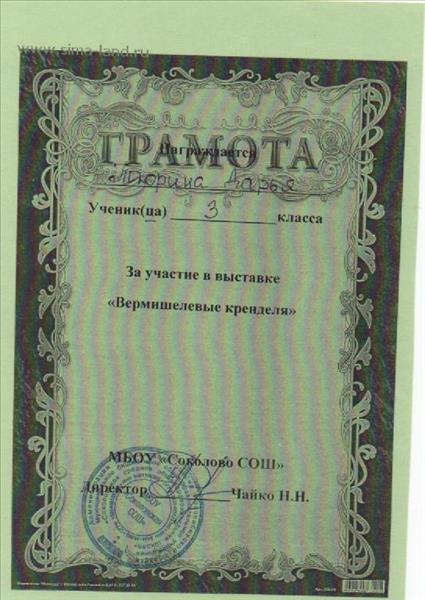 www.sima-land.ru
ГРАМОТА
Награждается
Тюрина Дарья
Ученик(ца) 3 класса
За участие в выставке
«Вермишелевые кренделя»
МБОУ «Соколово СОШ»
Директор Чайко Н.Н.